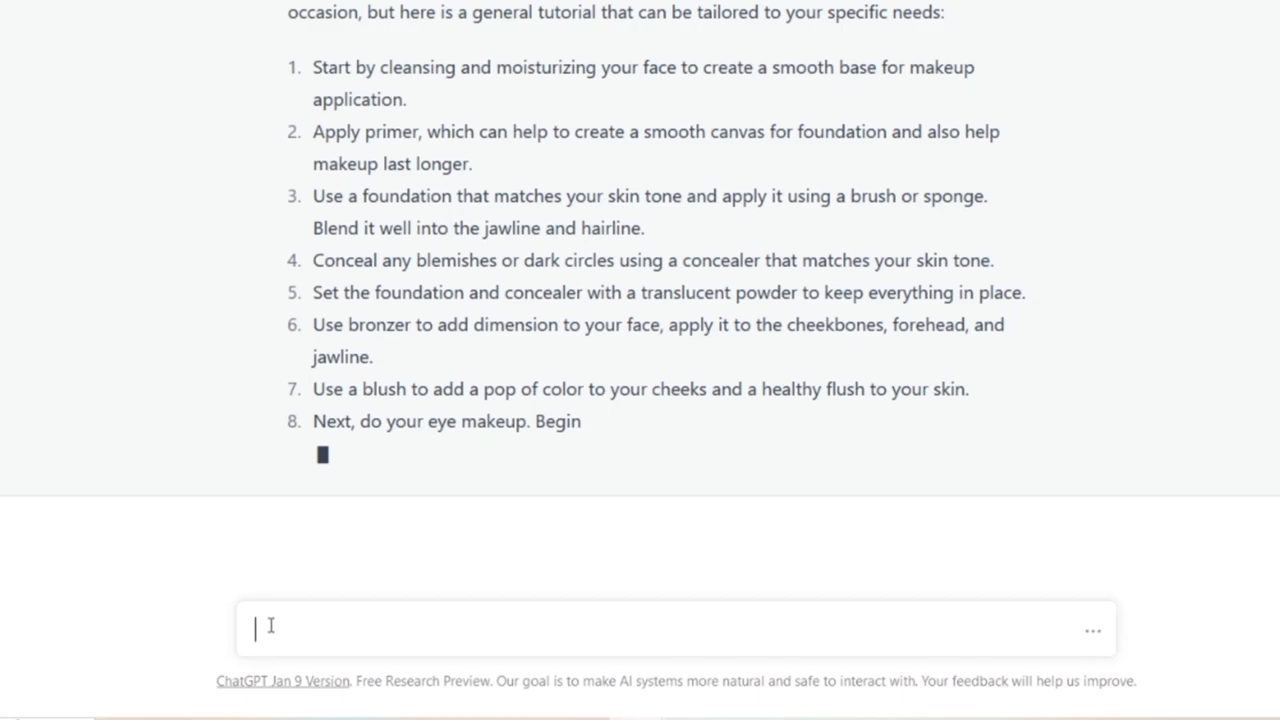 occasion, but here is a general tutorial that can be tailored to your specific needs:
1. Start by cleansing and moisturizing your face to create a smooth base for makeup
application.
2. Apply primer, which can help to create a smooth canvas for foundation and also help
makeup last longer.
3. Use a foundation that matches your skin tone and apply it using a brush or sponge.
Blend it well into the jawline and hairline.
4. Conceal any blemishes or dark circles using a concealer that matches your skin tone.
5. Set the foundation and concealer with a translucent powder to keep everything in place.
6. Use bronzer to add dimension to your face, apply it to the cheekbones, forehead, and
jawline.
7. Use a blush to add a pop of color to your cheeks and a healthy flush to your skin.
8. Next, do your eye makeup. Begin
...
ChatGPT Jan 9 Version. Free Research Preview. Our goal is to make AI systems more natural and safe to interact with. Your feedback will help us improve.